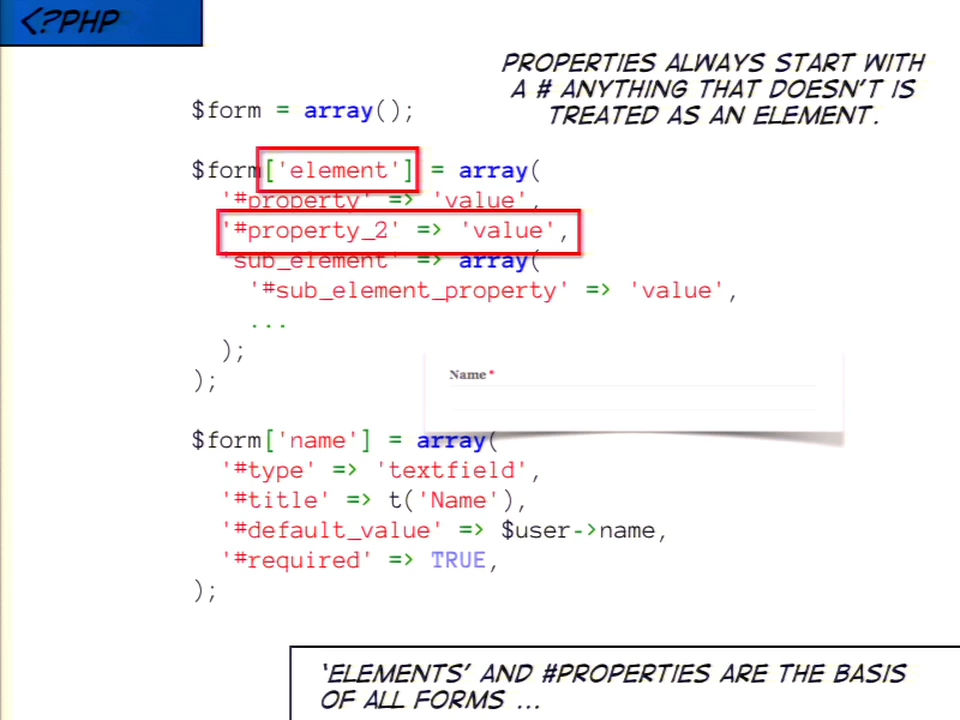 <?PHP
PROPERTIES ALWAYS START WITH
A # ANYTHING THAT DOESN'T IS
TREATED AS AN ELEMENT.
$form = array();
$form['element'] = array(
'#property' => 'value',
'#property_2' => 'value',
'sub_element' => array(
'#sub_element_property' => 'value',
...
);
);
Name*
$form['name'] = array(
'#type' => 'textfield',
'#title' => t('Name'),
'#default_value' => $user->name,
'#required' => TRUE,
);
'ELEMENTS' AND #PROPERTIES ARE THE BASIS
OF ALL FORMS ...